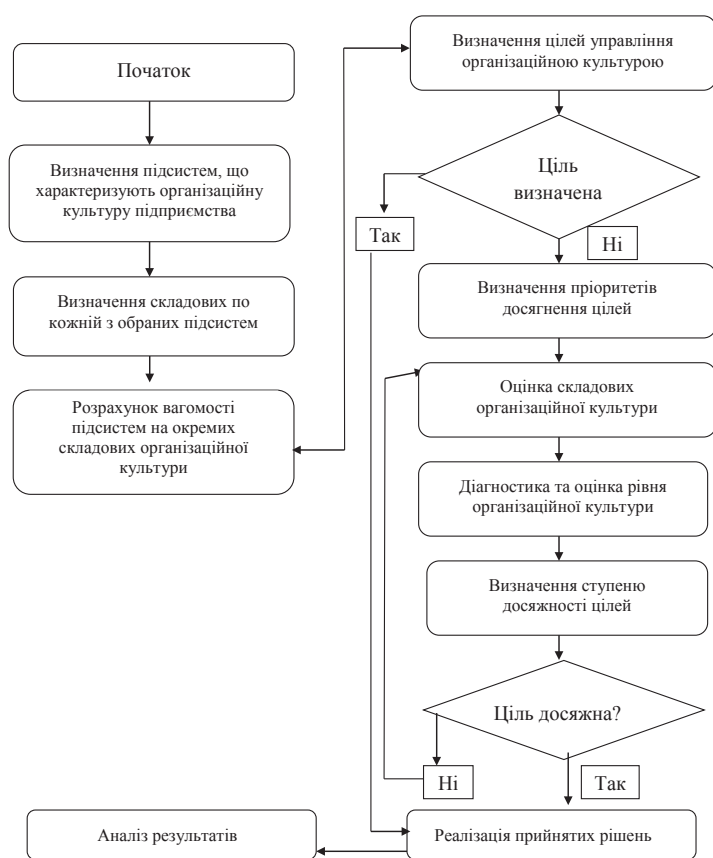 Початок
Визначення підсистем, що
характеризують організаційну
культуру підприємства
Визначення складових по
кожній з обраних підсистем
Розрахунок вагомості
підсистем на окремих
складових організаційної
культури
Визначення цілей управління
організаційною культурою
Ціль
визначена
Так
Ні
Визначення пріоритетів
досягнення цілей
Оцінка складових
організаційної культури
Діагностика та оцінка рівня
організаційної культури
Визначення ступеню
досяжності цілей
Ціль досяжна?
Ні
Так
Реалізація прийнятих рішень
Аналіз результатів